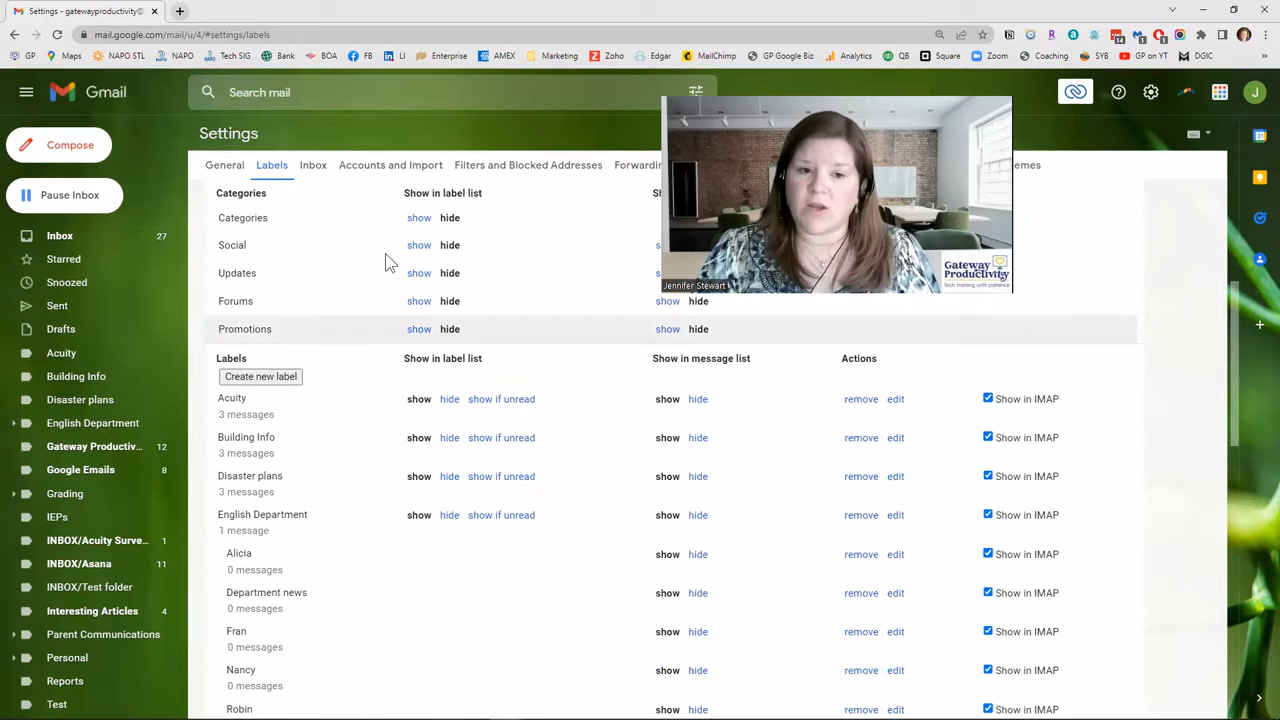 Settings - gatewayproductivity@
mail.google.com/mail/u/4/#settings/labels
GP Maps NAPO STL NAPO STL Tech SIG Bank BOA FB LI Enterprise AMEX Marketing Zoho Edgar MailChimp GP Google Biz Analytics QB Square Zoom Coaching SYB GP on YT DGIC
Gmail
Search mail
J
Settings
Compose
General Labels Inbox Accounts and Import Filters and Blocked Addresses Forwardin emes
Pause Inbox
Categories Show in label list
Categories show hide
Inbox 27
Social show hide s
Starred
Updates show hide
Snoozed
Gateway Productivity
Tech training with patience
Jennifer Stewart
Forums show hide show hide
Sent
Promotions show hide show hide
Drafts
Acuity
Building Info
Disaster plans
English Department
Gateway Productiv... 12
Google Emails 8
Grading
IEPs
INBOX/Acuity Surve... 1
INBOX/Asana 11
INBOX/Test folder
Interesting Articles 4
Parent Communications
Personal
Reports
Test
Labels Show in label list Show in message list Actions
Create new label
Acuity show hide show if unread show hide remove edit Show in IMAP
3 messages
Building Info show hide show if unread show hide remove edit Show in IMAP
3 messages
Disaster plans show hide show if unread show hide remove edit Show in IMAP
3 messages
English Department show hide show if unread show hide remove edit Show in IMAP
1 message
Alicia show hide remove edit Show in IMAP
0 messages
Department news show hide remove edit Show in IMAP
0 messages
Fran show hide remove edit Show in IMAP
0 messages
Nancy show hide remove edit Show in IMAP
0 messages
Robin show hide remove edit Show in IMAP